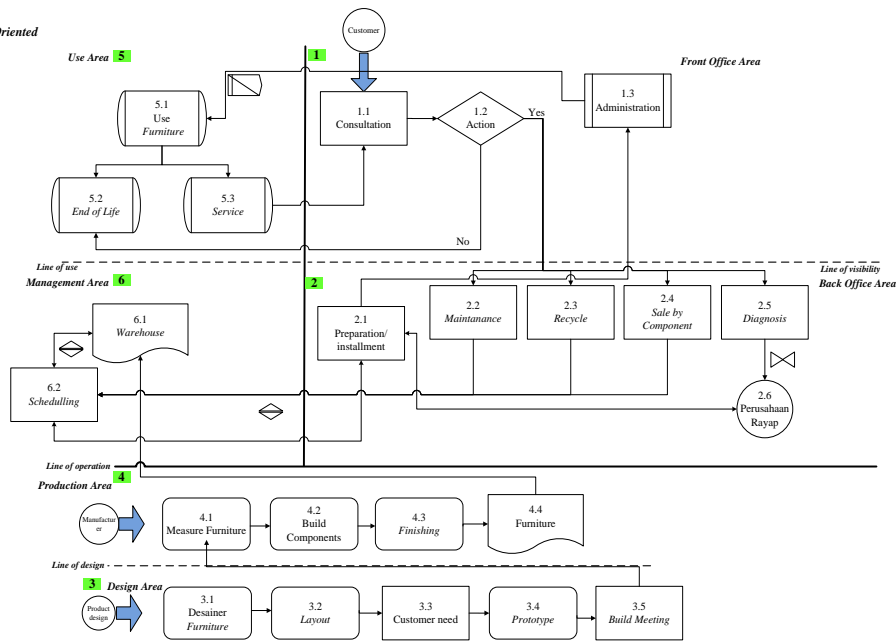 Oriented
Customer
Use Area 5
1
Front Office Area
5.1
Use
Furniture
1.1
Consultation
1.2
Action
Yes
1.3
Administration
5.2
End of Life
5.3
Service
No
Line of use
Line of visibility
Management Area 6
2
Back Office Area
6.1
Warehouse
2.1
Preparation/
installment
2.2
Maintanance
2.3
Recycle
2.4
Sale by
Component
2.5
Diagnosis
6.2
Schedulling
2.6
Perusahaan
Rayap
Line of operation
4
Production Area
Manufactur
er
4.1
Measure Furniture
4.2
Build
Components
4.3
Finishing
4.4
Furniture
Line of design
3
Design Area
Product
design
3.1
Desainer
Furniture
3.2
Layout
3.3
Customer need
3.4
Prototype
3.5
Build Meeting